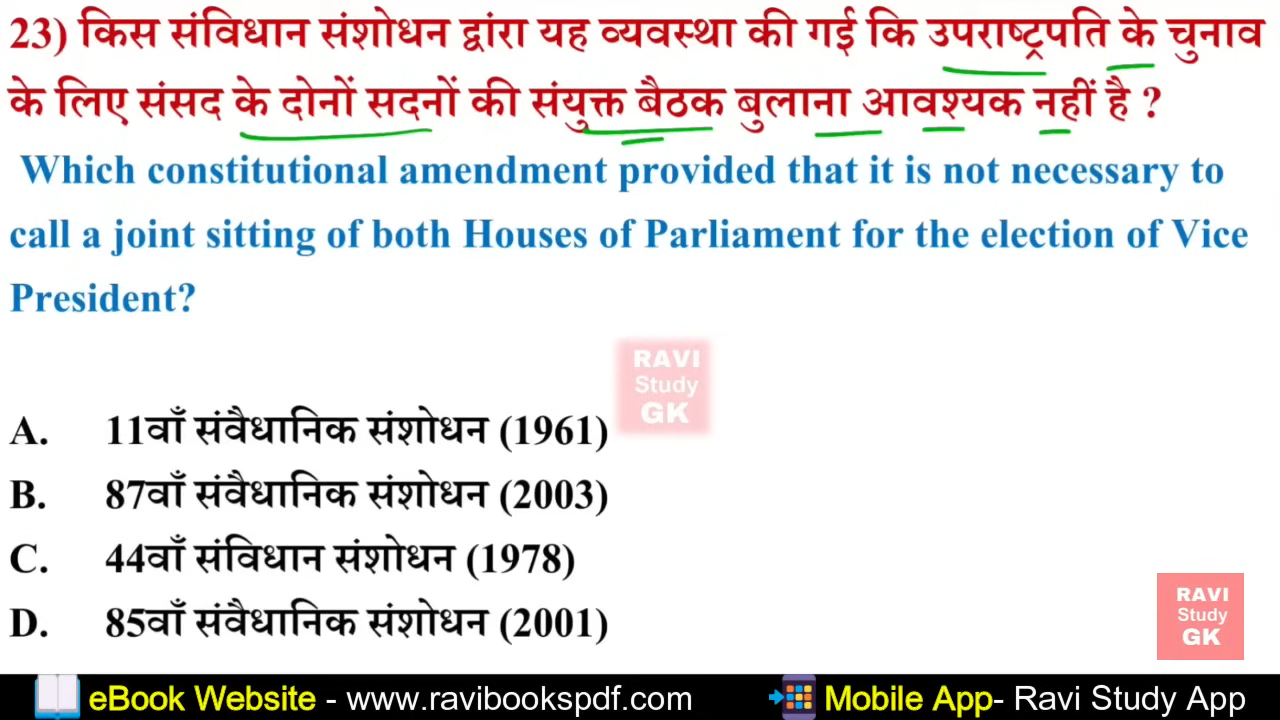 23) किस संविधान संशोधन द्वांरा यह व्यवस्था की गई कि उपराष्ट्रपति के चुनाव
के लिए संसद के दोनों सदनों की संयुक्त बैठक बुलाना आवश्यक नहीं है ?
Which constitutional amendment provided that it is not necessary to
call a joint sitting of both Houses of Parliament for the election of Vice
President?
RAVI
Study
GK
A. 11वाँ संवैधानिक संशोधन (1961)
B. 87वाँ संवैधानिक संशोधन (2003)
C. 44वाँ संविधान संशोधन (1978)
D. 85वाँ संवैधानिक संशोधन (2001)
RAVI
Study
GK
eBook Website - www.ravibookspdf.com
Mobile App- Ravi Study App